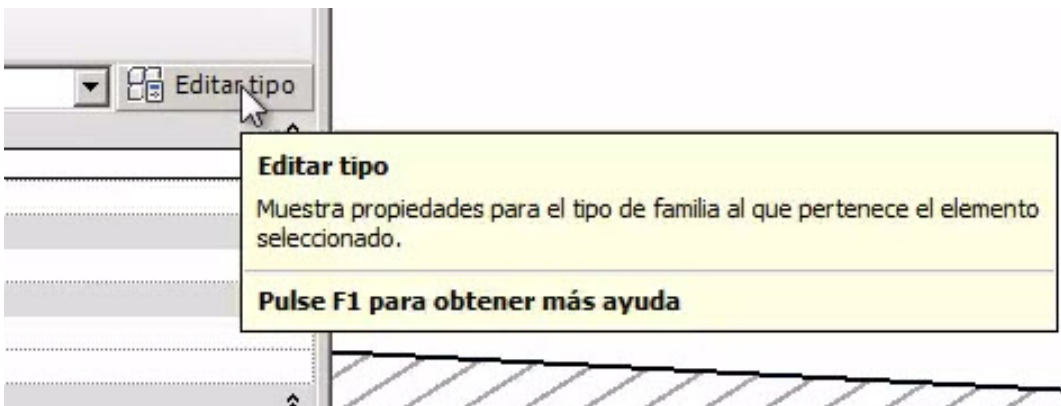 Editar tipo
Editar tipo
Muestra propiedades para el tipo de familia al que pertenece el elemento
seleccionado.
Pulse F1 para obtener más ayuda